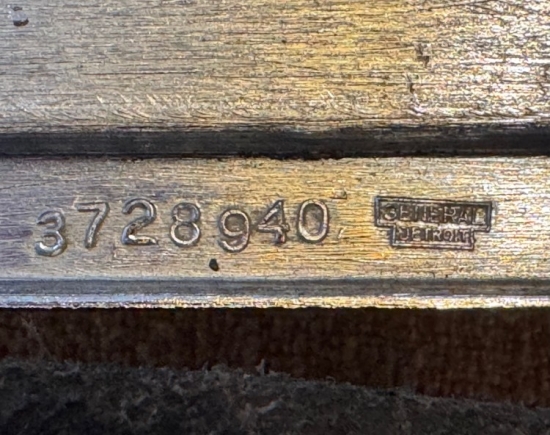 3728940
GENERAL
DETROIT